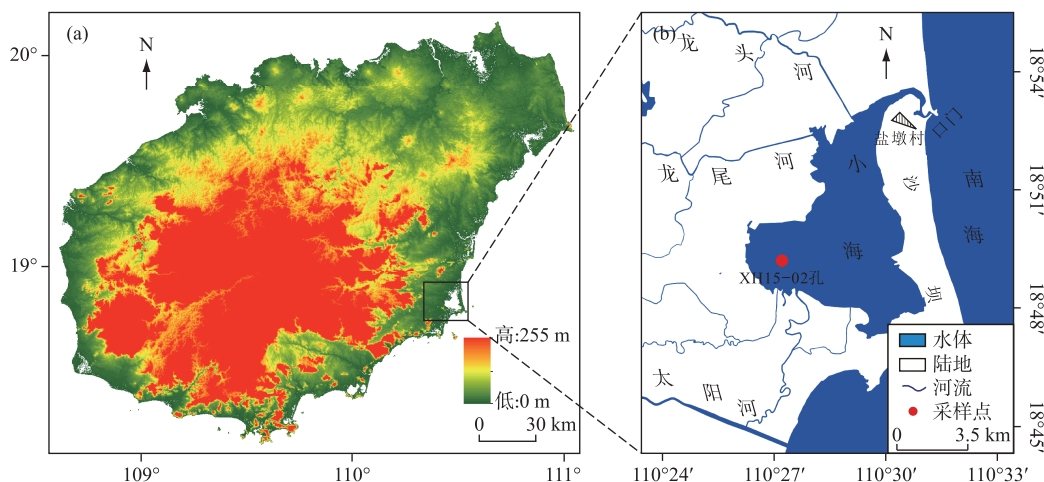 (a)
N
20°
19°
109°
110°
111°
高:255 m
低:0 m
0 30 km
(b)
N
龙头河
龙尾河
小海
盐墩村
口门
沙坝
南海
XH15-02孔
太阳河
水体
陆地
河流
采样点
0 3.5 km
18°54′
18°51′
18°48′
18°45′
110°24′
110°27′
110°30′
110°33′